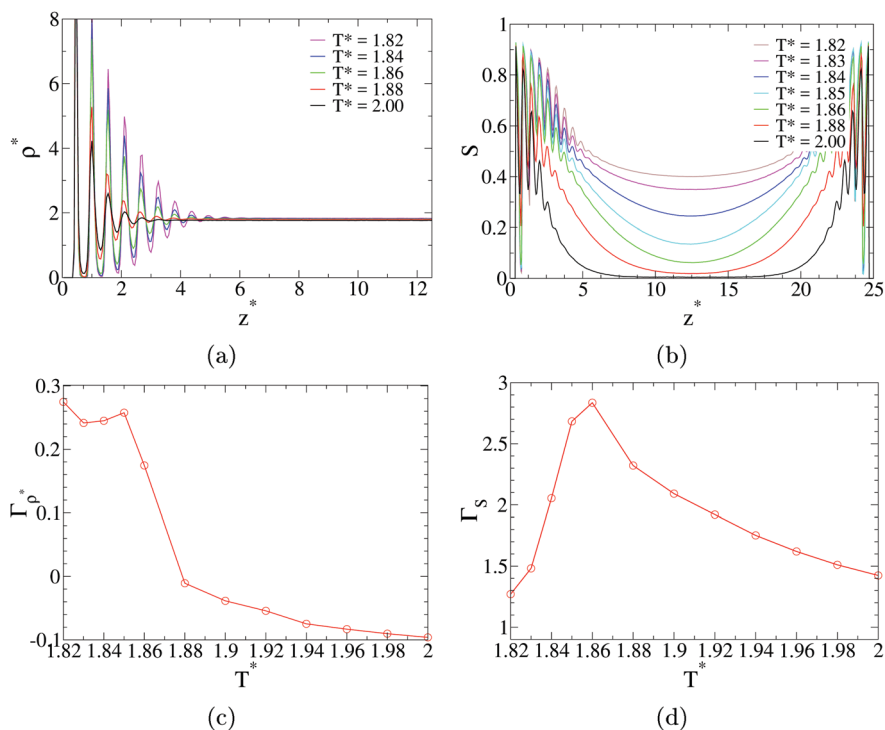 8
6
4
2
0
ρ*
T* = 1.82
T* = 1.84
T* = 1.86
T* = 1.88
T* = 2.00
0 2 4 6 8 10 12
z*
(a)
1
0.8
0.6
0.4
0.2
0
S
T* = 1.82
T* = 1.83
T* = 1.84
T* = 1.85
T* = 1.86
T* = 1.88
T* = 2.00
0 5 10 15 20 25
z*
(b)
0.3
0.2
0.1
0
-0.1
Γρ*
1.82 1.84 1.86 1.88 1.9 1.92 1.94 1.96 1.98 2
T*
(c)
3
2.5
2
1.5
1
ΓS
1.82 1.84 1.86 1.88 1.9 1.92 1.94 1.96 1.98 2
T*
(d)